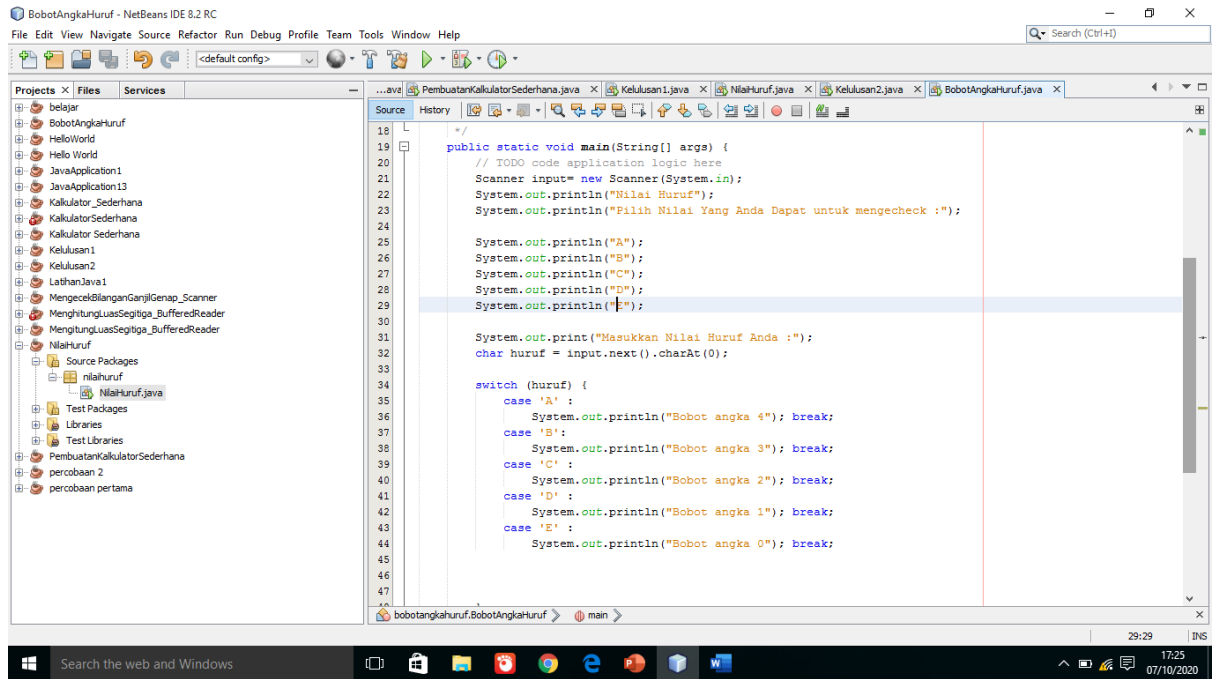 BobotAngkaHuruf - NetBeans IDE 8.2 RC
File Edit View Navigate Source Refactor Run Debug Profile Team Tools Window Help
Search (Ctrl+I)
<default config>
Projects Files Services
...ava PembuatanKalkulatorSederhana.java Kelulusan1.java NilaiHuruf.java Kelulusan2.java BobotAngkaHuruf.java
Source History
belajar
BobotAngkaHuruf
HelloWorld
Hello World
JavaApplication1
JavaApplication13
Kalkulator_Sederhana
KalkulatorSederhana
Kalkulator Sederhana
Kelulusan1
Kelulusan2
LatihanJava1
MengecekBilanganGanjilGenap_Scanner
MenghitungLuasSegitiga_BufferedReader
MengitungLuasSegitiga_BufferedReader
NilaiHuruf
Source Packages
nilaihuruf
NilaiHuruf.java
Test Packages
Libraries
Test Libraries
PembuatanKalkulatorSederhana
percobaan 2
percobaan pertama
18 */
19 public static void main(String[] args) {
20 // TODO code application logic here
21 Scanner input= new Scanner(System.in);
22 System.out.println("Nilai Huruf");
23 System.out.println("Pilih Nilai Yang Anda Dapat untuk mengecheck :");
24
25 System.out.println("A");
26 System.out.println("B");
27 System.out.println("C");
28 System.out.println("D");
29 System.out.println("E");
30
31 System.out.print("Masukkan Nilai Huruf Anda :");
32 char huruf = input.next().charAt(0);
33
34 switch (huruf) {
35 case 'A' :
36 System.out.println("Bobot angka 4"); break;
37 case 'B':
38 System.out.println("Bobot angka 3"); break;
39 case 'C' :
40 System.out.println("Bobot angka 2"); break;
41 case 'D' :
42 System.out.println("Bobot angka 1"); break;
43 case 'E' :
44 System.out.println("Bobot angka 0"); break;
45
46
47
bobotangkahuruf.BobotAngkaHuruf main
29:29 INS
Search the web and Windows
17:25
07/10/2020